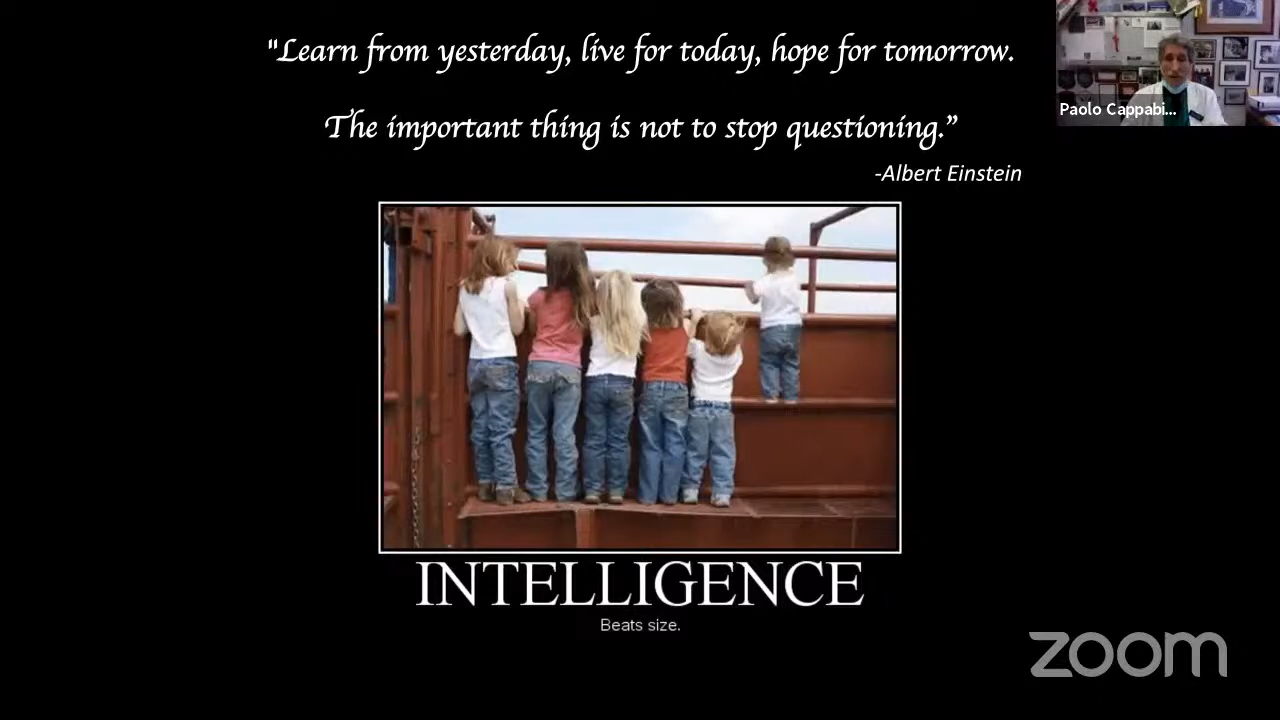 "Learn from yesterday, live for today, hope for tomorrow.
The important thing is not to stop questioning.”
-Albert Einstein
Paolo Cappabi...
INTELLIGENCE
Beats size.
zoom